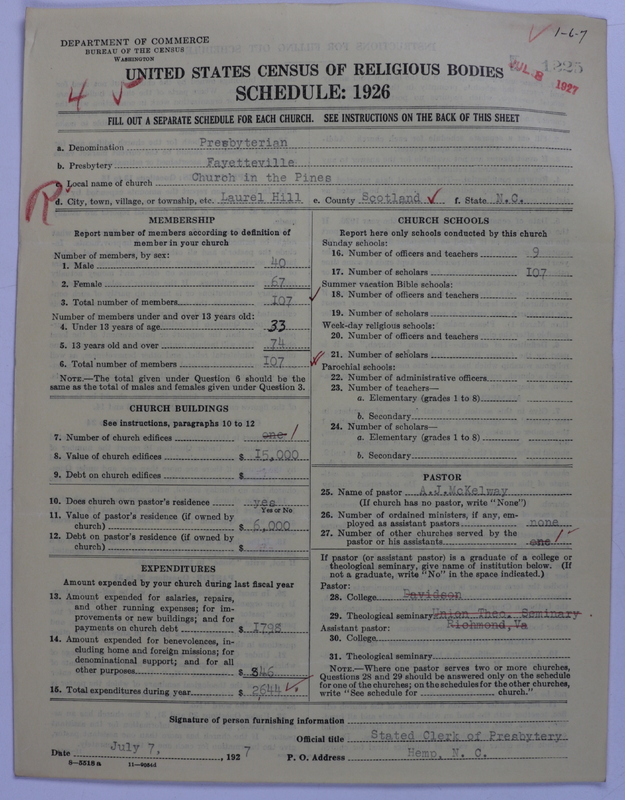 1-6-7
DEPARTMENT OF COMMERCE
BUREAU OF THE CENSUS
WASHINGTON
1225
JUL 8 1927
UNITED STATES CENSUS OF RELIGIOUS BODIES
SCHEDULE: 1926
4
FILL OUT A SEPARATE SCHEDULE FOR EACH CHURCH. SEE INSTRUCTIONS ON THE BACK OF THIS SHEET
a. Denomination Presbyterian
b. Presbytery Fayetteville
c. Local name of church Church in the Pines
R
d. City, town, village, or township, etc. Laurel Hill e. County Scotland f. State N.C.
MEMBERSHIP
Report number of members according to definition of
member in your church
Number of members, by sex:
1. Male 40
2. Female 67
3. Total number of members 107
Number of members under and over 13 years old:
4. Under 13 years of age 33
5. 13 years old and over 74
6. Total number of members 107
NOTE.—The total given under Question 6 should be the
same as the total of males and females given under Question 3.
CHURCH BUILDINGS
See instructions, paragraphs 10 to 12
7. Number of church edifices one 1
8. Value of church edifices $ 15,000
9. Debt on church edifices $
10. Does church own pastor's residence yes
Yes or No
11. Value of pastor's residence (if owned by
church) $ 6,000
12. Debt on pastor's residence (if owned by
church) $
EXPENDITURES
Amount expended by your church during last fiscal year
13. Amount expended for salaries, repairs,
and other running expenses; for im-
provements or new buildings; and for
payments on church debt $ 1795
14. Amount expended for benevolences, in-
cluding home and foreign missions; for
denominational support; and for all
other purposes $ 846
15. Total expenditures during year $ 2644
CHURCH SCHOOLS
Report here only schools conducted by this church
Sunday schools:
16. Number of officers and teachers 9
17. Number of scholars 107
Summer vacation Bible schools:
18. Number of officers and teachers
19. Number of scholars
Week-day religious schools:
20. Number of officers and teachers
21. Number of scholars
Parochial schools:
22. Number of administrative officers
23. Number of teachers—
a. Elementary (grades 1 to 8)
b. Secondary
24. Number of scholars—
a. Elementary (grades 1 to 8)
b. Secondary
PASTOR
25. Name of pastor A.J.McKelway
(If church has no pastor, write "None")
26. Number of ordained ministers, if any, em-
ployed as assistant pastors none
27. Number of other churches served by the
pastor or his assistants one 1
If pastor (or assistant pastor) is a graduate of a college or
theological seminary, give name of institution below. (If
not a graduate, write "No" in the space indicated.)
Pastor:
28. College Davidson
29. Theological seminary Union Theo. Seminary
Assistant pastor: Richmond, Va
30. College
31. Theological seminary
NOTE.—Where one pastor serves two or more churches,
Questions 28 and 29 should be answered only on the schedule
for one of the churches; on the schedules for the other churches,
write "See schedule for church."
Signature of person furnishing information
Official title Stated Clerk of Presbytery
Date July 7, , 1927 P. O. Address Hemp, N. C.
8-5518a 11-9904d